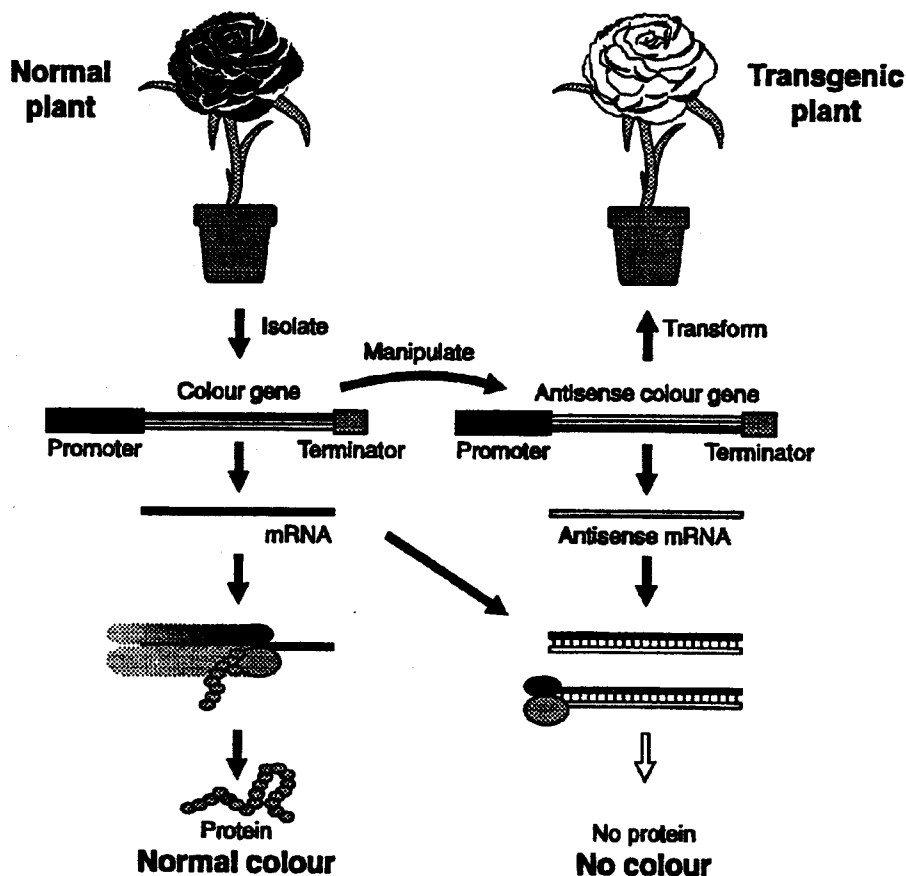 Normal
plant
Transgenic
plant
Isolate
Manipulate
Transform
Colour gene
Antisense colour gene
Promoter
Terminator
Promoter
Terminator
mRNA
Antisense mRNA
Protein
Normal colour
No protein
No colour